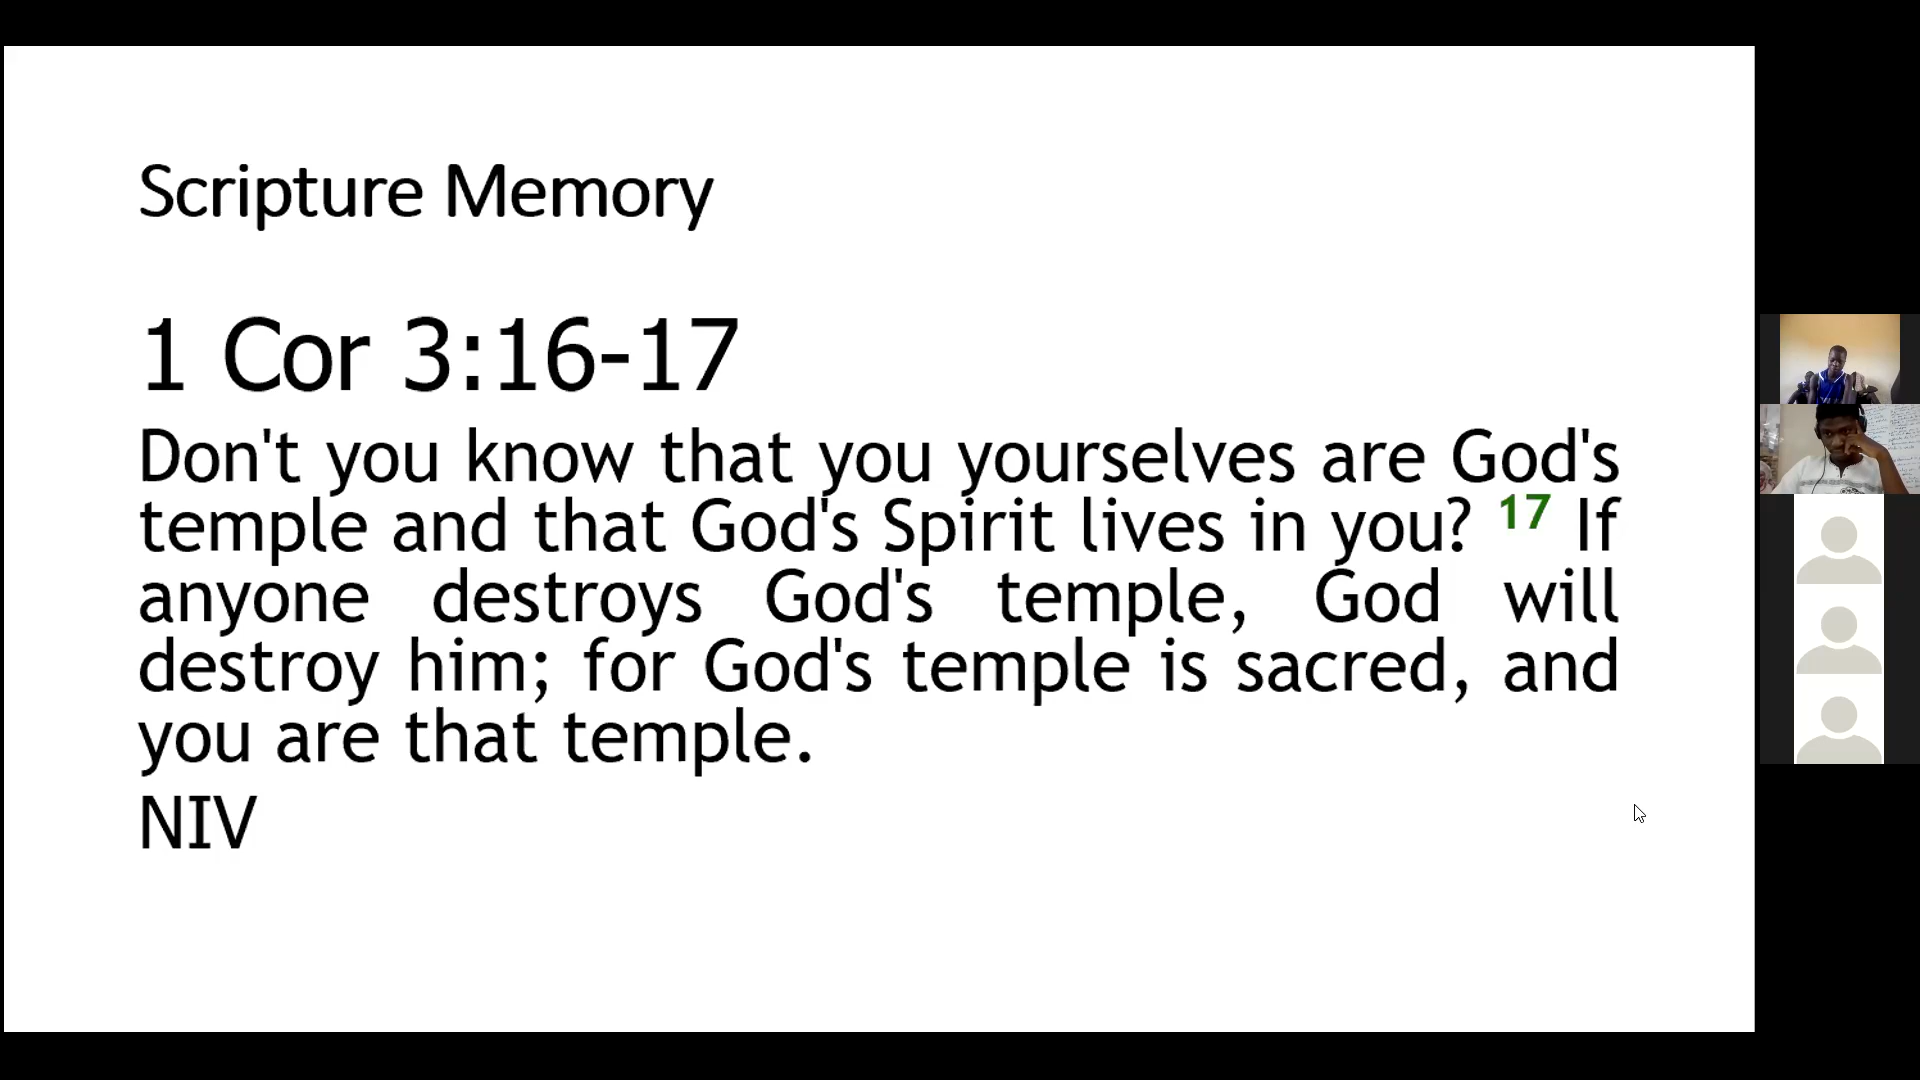 Scripture Memory
1 Cor 3:16-17
Don't you know that you yourselves are God's
temple and that God's Spirit lives in you? 17 If
anyone destroys God's temple, God will
destroy him; for God's temple is sacred, and
you are that temple.
NIV